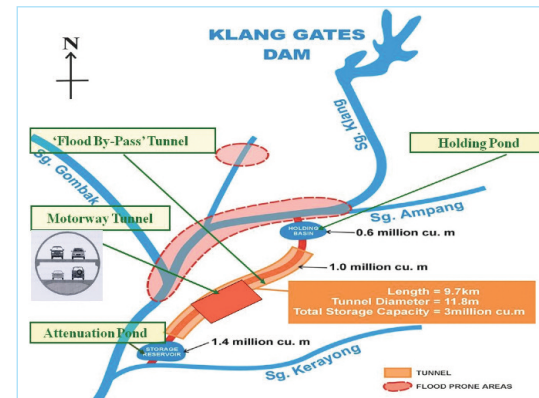 KLANG GATES
DAM
N
'Flood By-Pass' Tunnel
Holding Pond
Sg. Klang
Sg. Gombak
Sg. Ampang
Motorway Tunnel
HOLDING
BASIN
0.6 million cu. m
1.0 million cu. m
Length = 9.7km
Tunnel Diameter = 11.8m
Total Storage Capacity = 3million cu.m
Attenuation Pond
STORAGE
RESERVOIR
1.4 million cu. m
Sg. Kerayong
TUNNEL
FLOOD PRONE AREAS